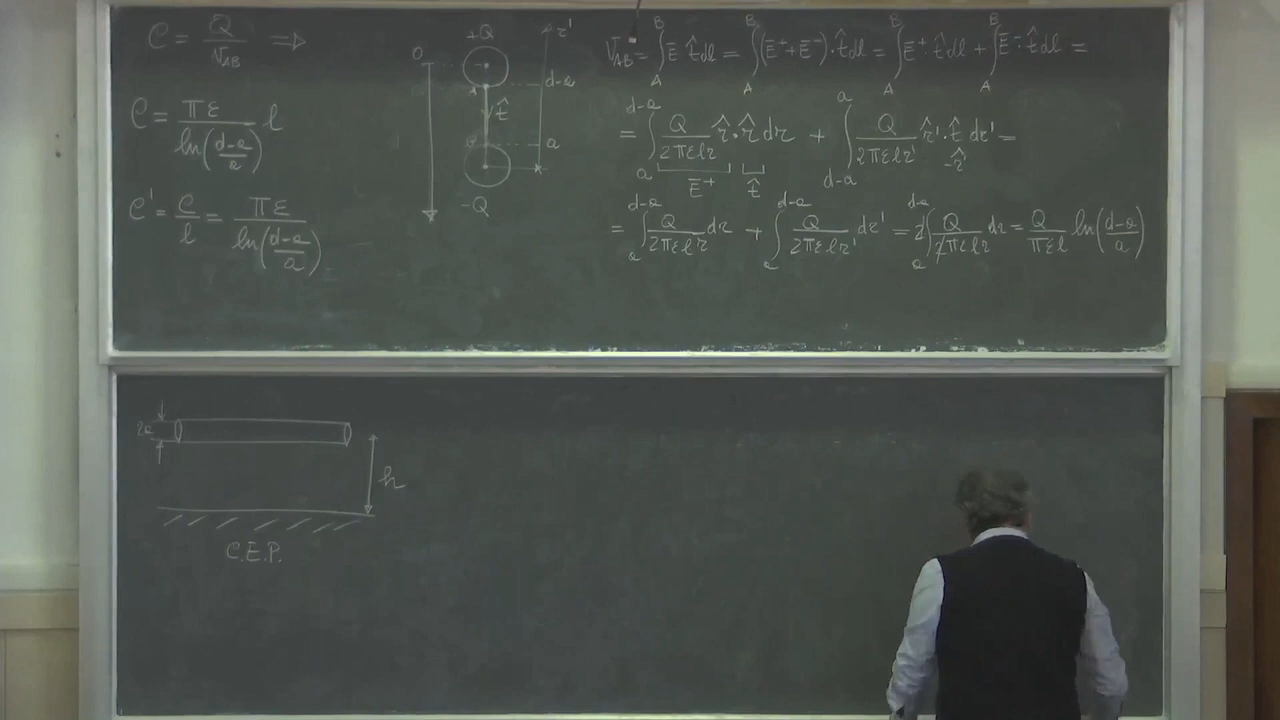 C = Q/V_AB ⇒
C = πε / ln((d-a)/a) l
C' = C/l = πε / ln((d-a)/a)
+Q
O
r'
d-a
A
t̂
a
-Q
V_AB = ∫_A^B Ē·t̂ dl = ∫_A^B (Ē⁺+Ē⁻)·t̂ dl = ∫_A^B Ē⁺·t̂ dl + ∫_A^B Ē⁻·t̂ dl =
= ∫_a^{d-a} Q/(2πεlr) r̂·r̂ dr + ∫_{d-a}^a Q/(2πεlr') r̂'·t̂ dr' =
Ē⁺ t̂ -r̂'
= ∫_a^{d-a} Q/(2πεlr) dr + ∫_a^{d-a} Q/(2πεlr') dr' = 2∫_a^{d-a} Q/(2πεlr) dr = Q/(πεl) ln((d-a)/a)
2a
h
C.E.P.